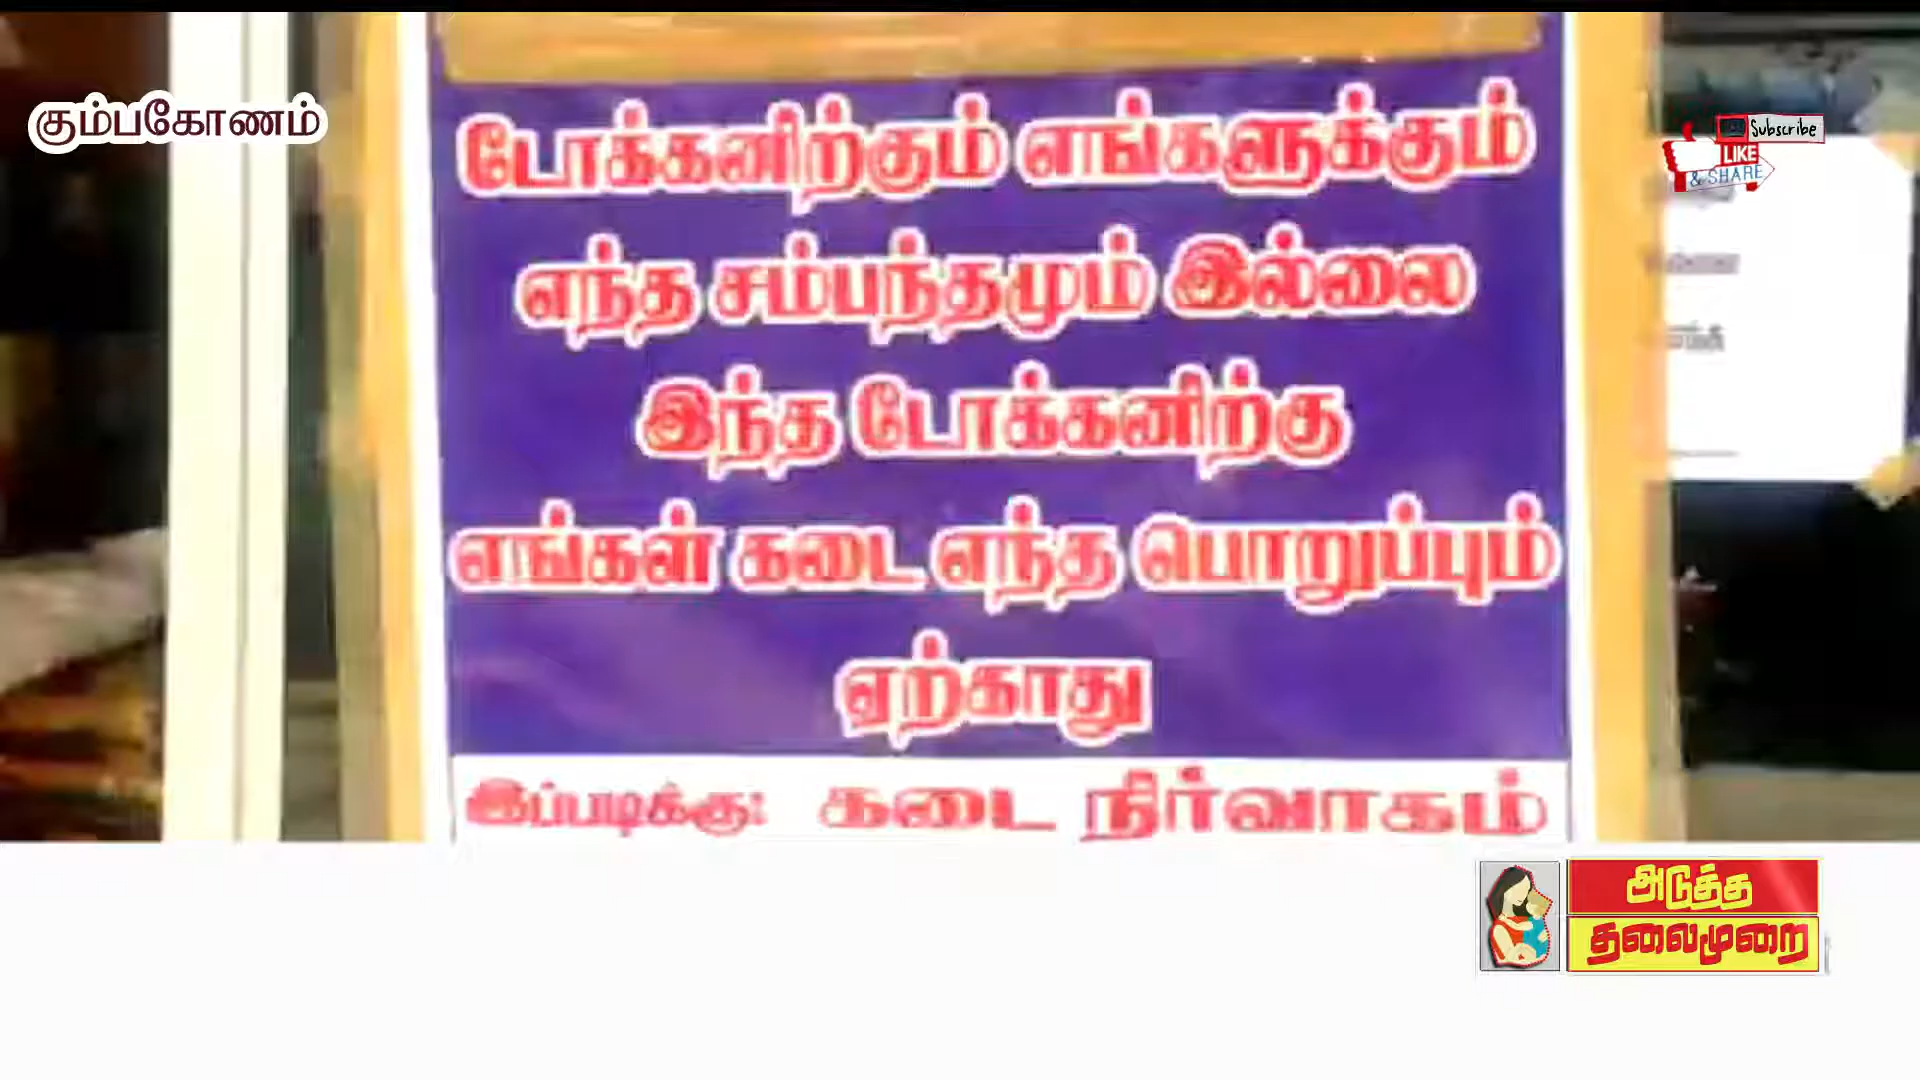 கும்பகோணம்
டோக்கனிற்கும் எங்களுக்கும்
எந்த சம்பந்தமும் இல்லை
இந்த டோக்கனிற்கு
எங்கள் கடை எந்த பொறுப்பும்
ஏற்காது
இப்படிக்கு: கடை நிர்வாகம்
Subscribe
LIKE
& SHARE
அடுத்த
தலைமுறை